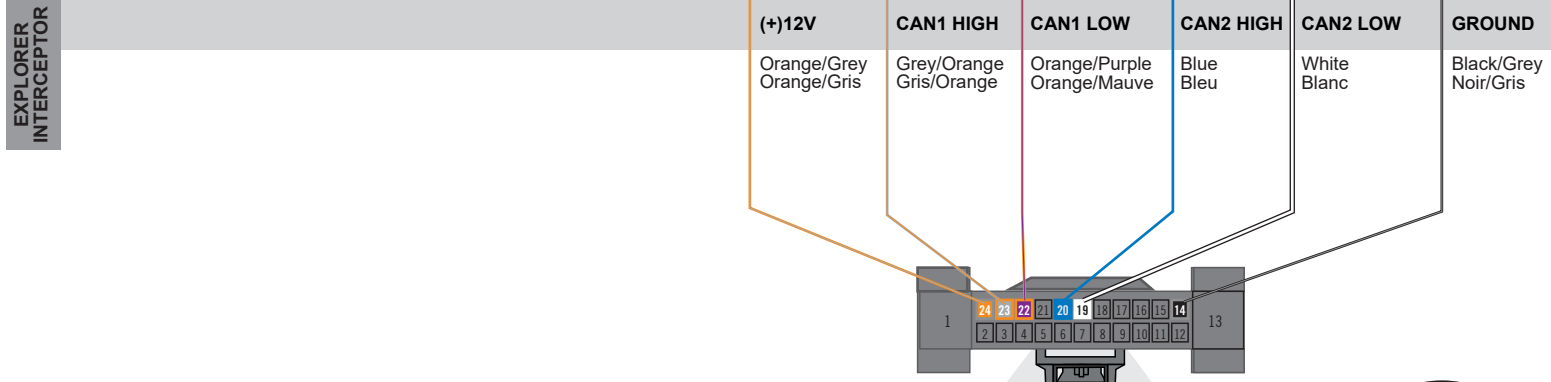 EXPLORER
INTERCEPTOR
(+)12V CAN1 HIGH CAN1 LOW CAN2 HIGH CAN2 LOW GROUND
Orange/Grey Grey/Orange Orange/Purple Blue White Black/Grey
Orange/Gris Gris/Orange Orange/Mauve Bleu Blanc Noir/Gris
24 23 22 21 20 19 18 17 16 15 14
1 13
2 3 4 5 6 7 8 9 10 11 12